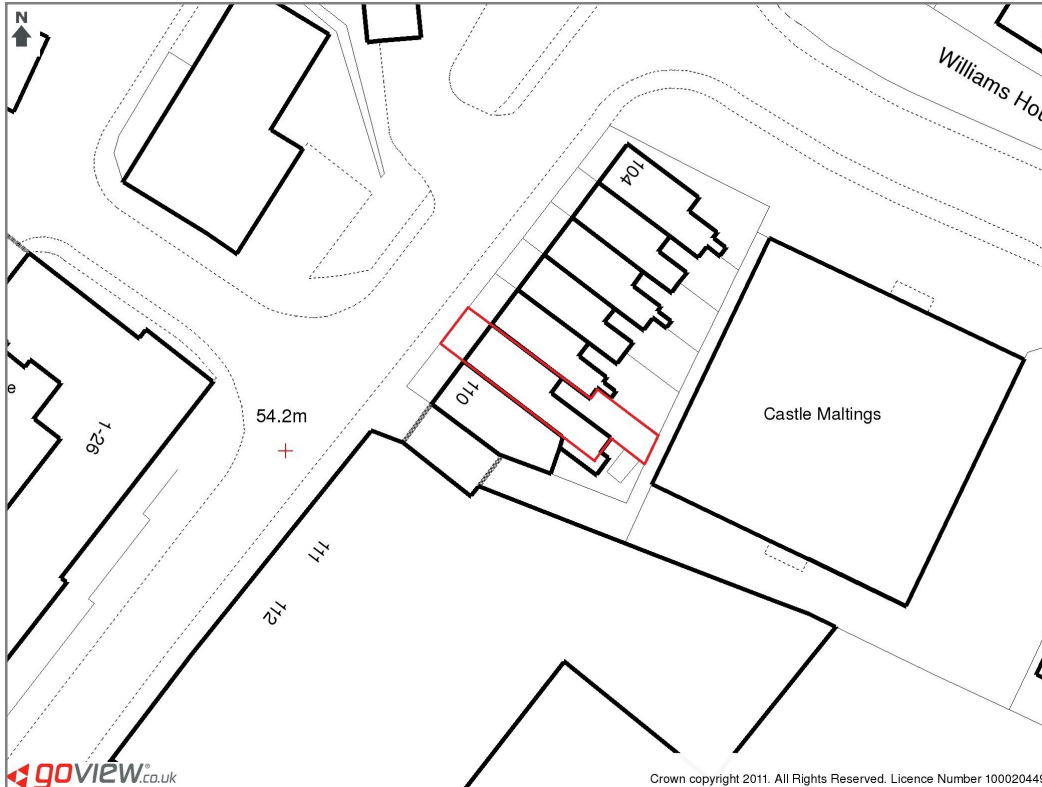 N
Williams Hou
104
e
110
Castle Maltings
54.2m
1-26
111
112
goview.co.uk
Crown copyright 2011. All Rights Reserved. Licence Number 100020449